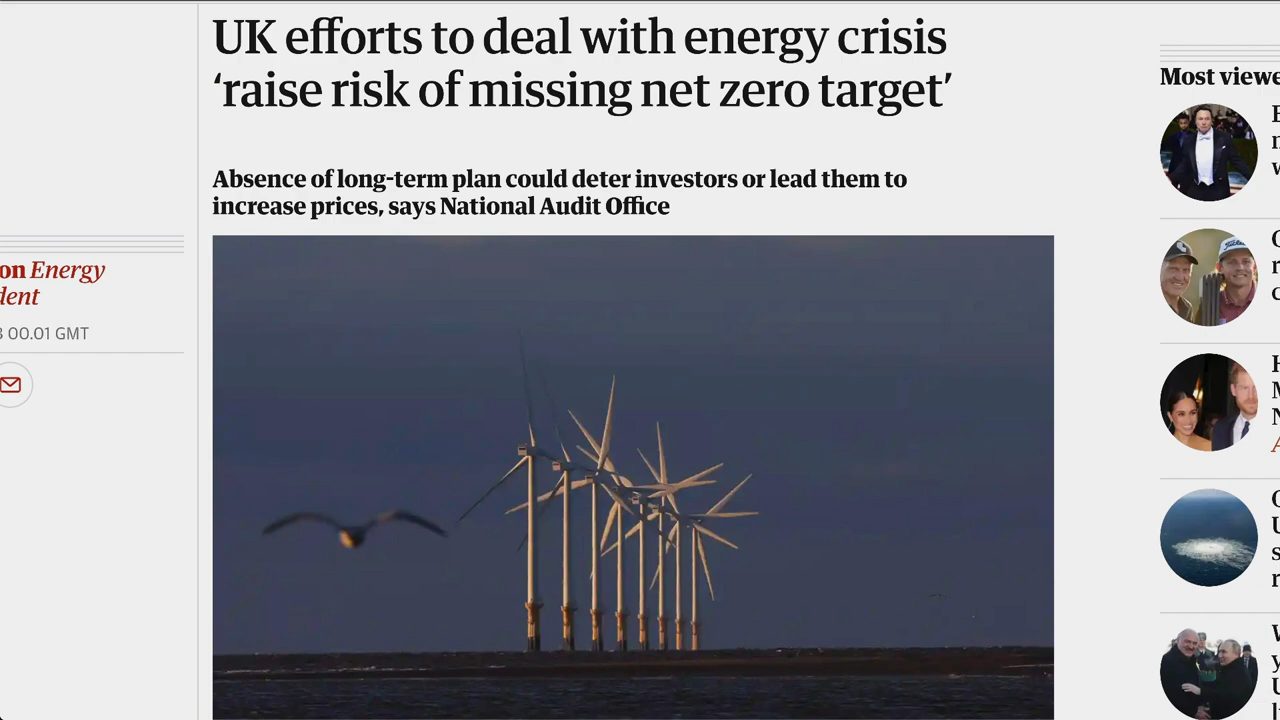 UK efforts to deal with energy crisis
‘raise risk of missing net zero target’
Absence of long-term plan could deter investors or lead them to
increase prices, says National Audit Office
on Energy
dent
00.01 GMT
Most viewe